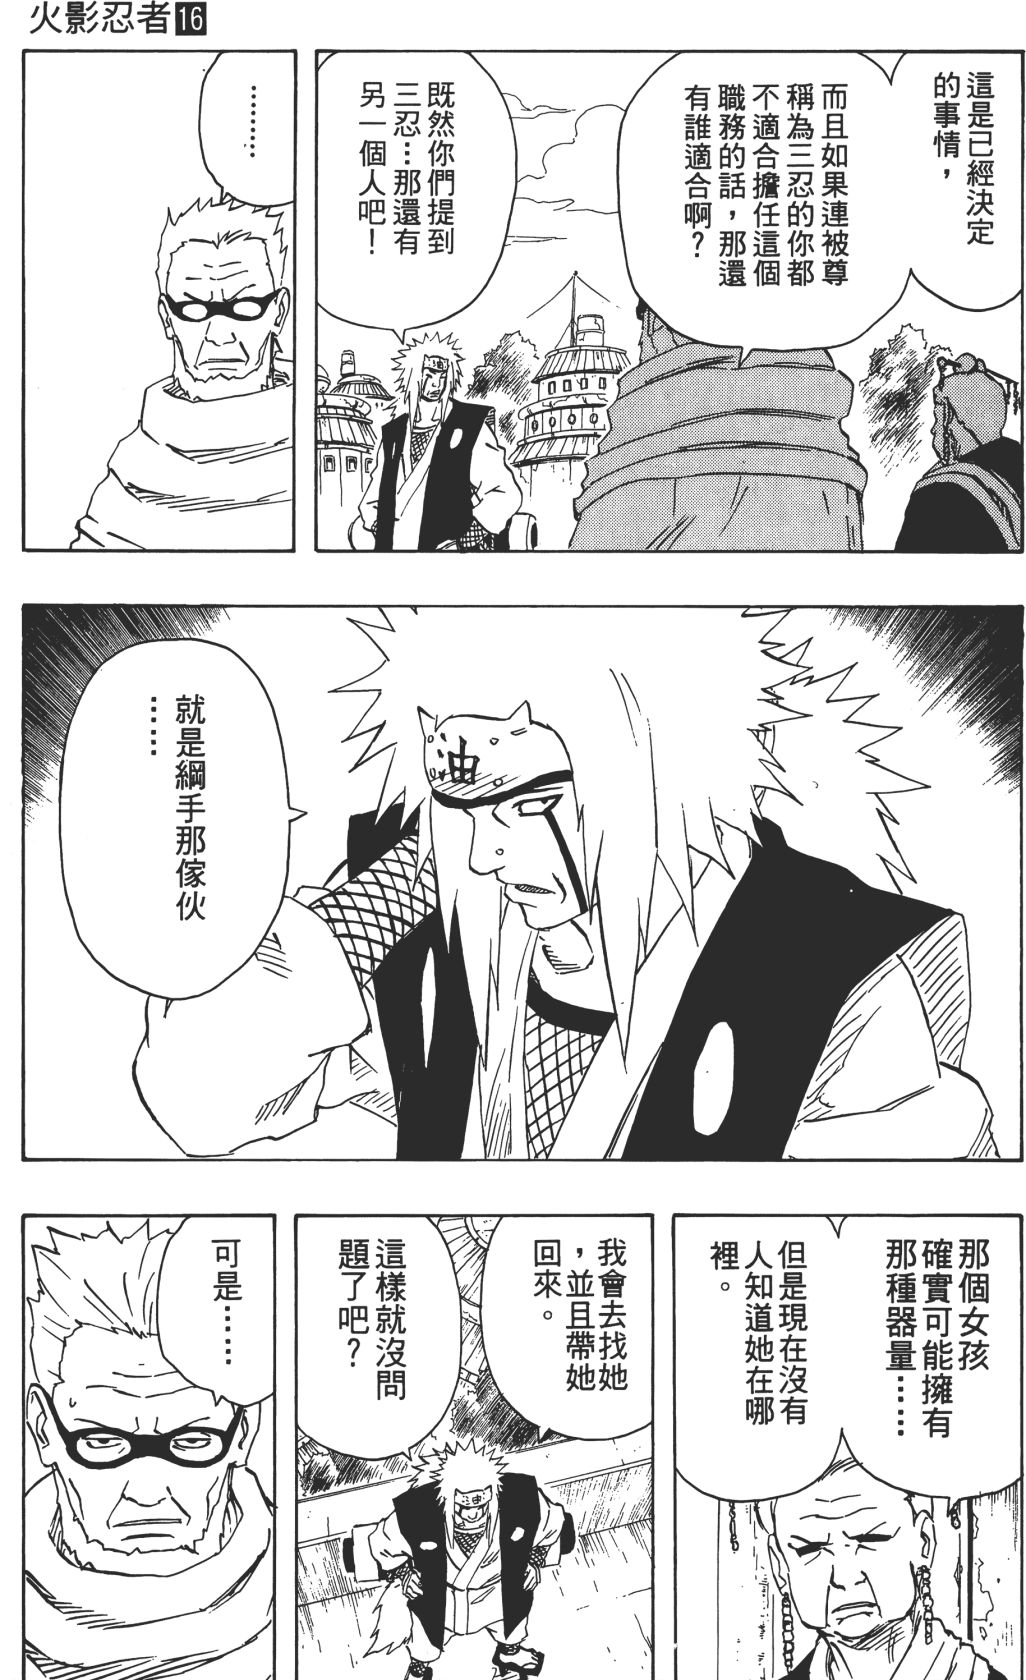 火影忍者16
這是已經決定
的事情，
而且如果連被尊
稱為三忍的你都
不適合擔任這個
職務的話，那還
有誰適合啊？
既然你們提到
三忍…那還有
另一個人吧！
………
就是綱手那傢伙
……
那個女孩
確實可能擁有
那種器量……
但是現在沒有
人知道她在哪
裡。
我會去找她
，並且帶她
回來。
這樣就沒問
題了吧？
可是……
油